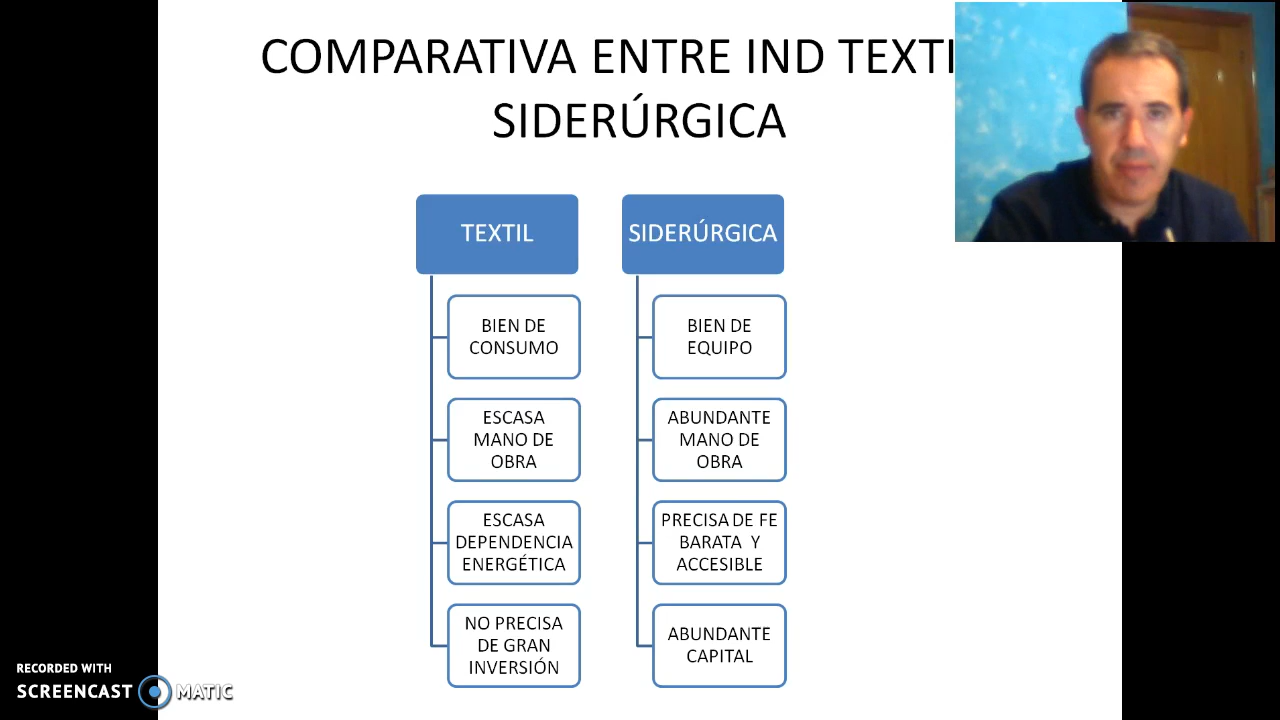 COMPARATIVA ENTRE IND TEXTI
SIDERÚRGICA
TEXTIL
BIEN DE
CONSUMO
ESCASA
MANO DE
OBRA
ESCASA
DEPENDENCIA
ENERGÉTICA
NO PRECISA
DE GRAN
INVERSIÓN
SIDERÚRGICA
BIEN DE
EQUIPO
ABUNDANTE
MANO DE
OBRA
PRECISA DE FE
BARATA Y
ACCESIBLE
ABUNDANTE
CAPITAL
RECORDED WITH
SCREENCAST MATIC